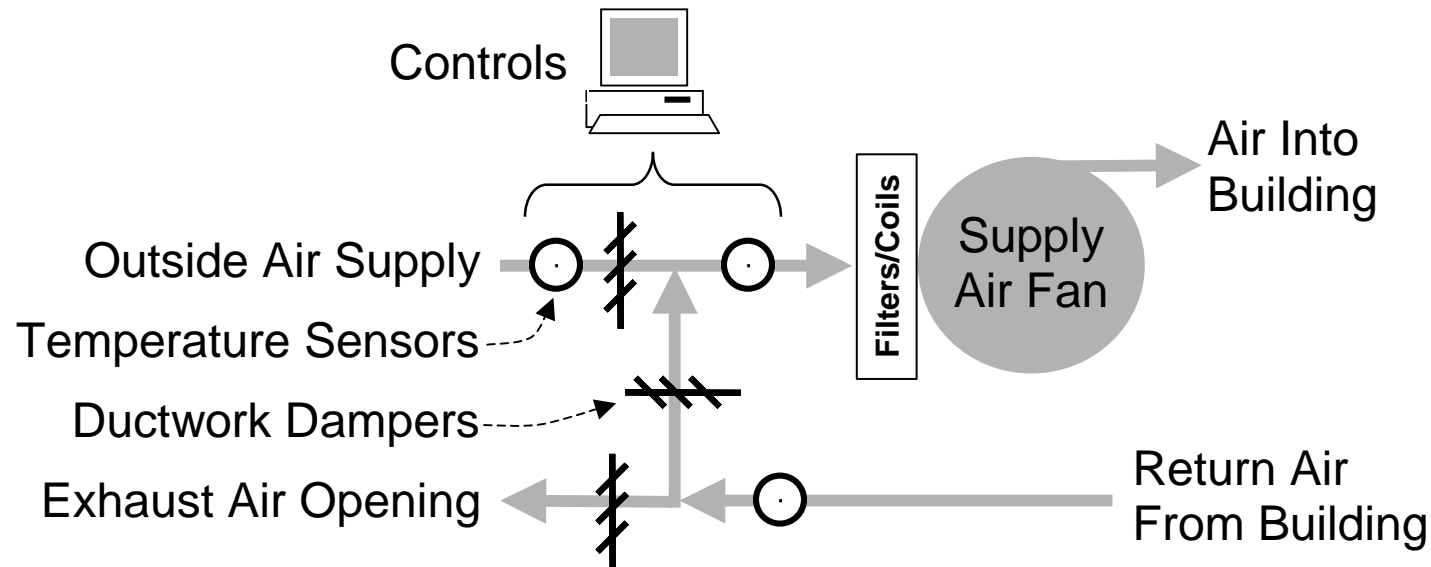 Controls
Air Into
Building
Outside Air Supply
Filters/Coils
Supply
Air Fan
Temperature Sensors
Ductwork Dampers
Exhaust Air Opening
Return Air
From Building